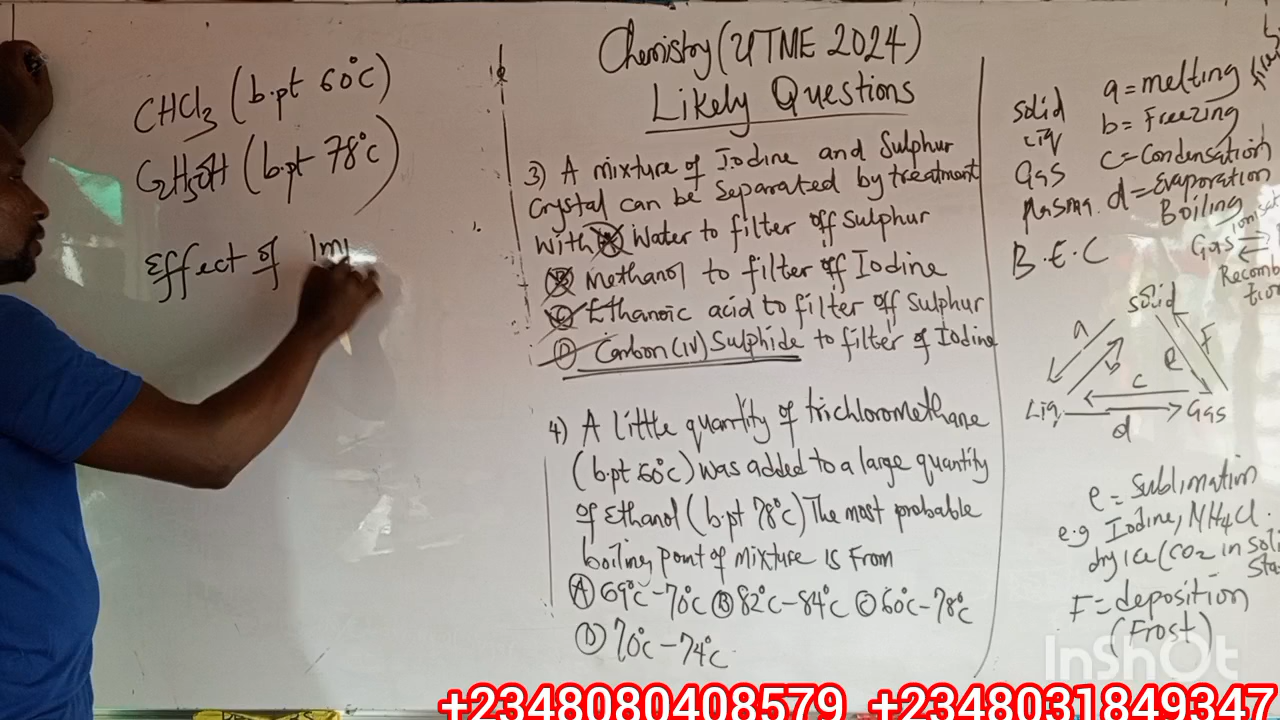 CHCl3 (b.pt 60°C)
C2H5OH (b.pt 78°C)
Effect of Imi
Chemistry (UTME 2024)
Likely Questions
3) A mixture of Iodine and Sulphur
Crystal can be separated by treatment
with (A) Water to filter off Sulphur
(B) Methanol to filter off Iodine
(C) Ethanoic acid to filter off Sulphur
(D) Carbon(IV) Sulphide to filter of Iodine
4) A Little quantity of trichloromethane
(b.pt 60°C) was added to a large quantity
of Ethanol (b.pt 78°C) The most probable
boiling point of mixture is From
(A) 69°C-70°C (B) 82°C-84°C (C) 60°C-78°C
(D) 70°C-74°C
Solid
Liq
Gas
Plasma.
B.E.C
a = melting
b = Freezing
c = Condensation
d = Evaporation
Boiling
Gas
Recomb
tion
Solid
a
b
e
F
c
Liq.
Gas
d
e = Sublimation
e.g Iodine, NH4Cl.
dry ice (CO2 in Soli
Sta
F = deposition
(Frost)
InShOt
+2348080408579 +2348031849347